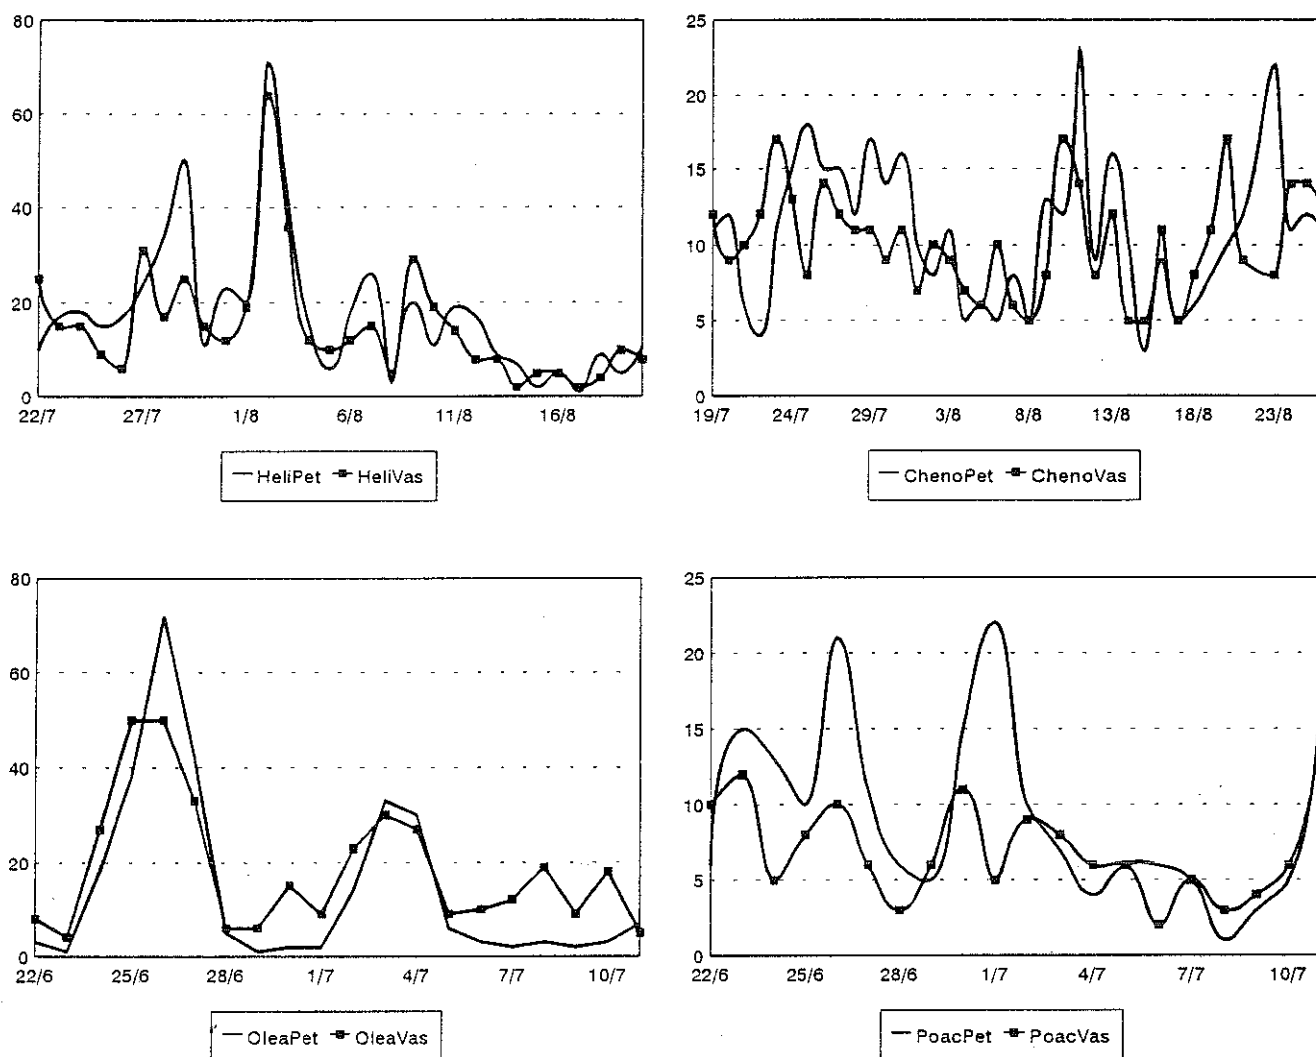 80
60
40
20
0
22/7 27/7 1/8 6/8 11/8 16/8
HeliPet HeliVas
25
20
15
10
5
0
19/7 24/7 29/7 3/8 8/8 13/8 18/8 23/8
ChenoPet ChenoVas
80
60
40
20
0
22/6 25/6 28/6 1/7 4/7 7/7 10/7
OleaPet OleaVas
25
20
15
10
5
0
22/6 25/6 28/6 1/7 4/7 7/7 10/7
PoacPet PoacVas